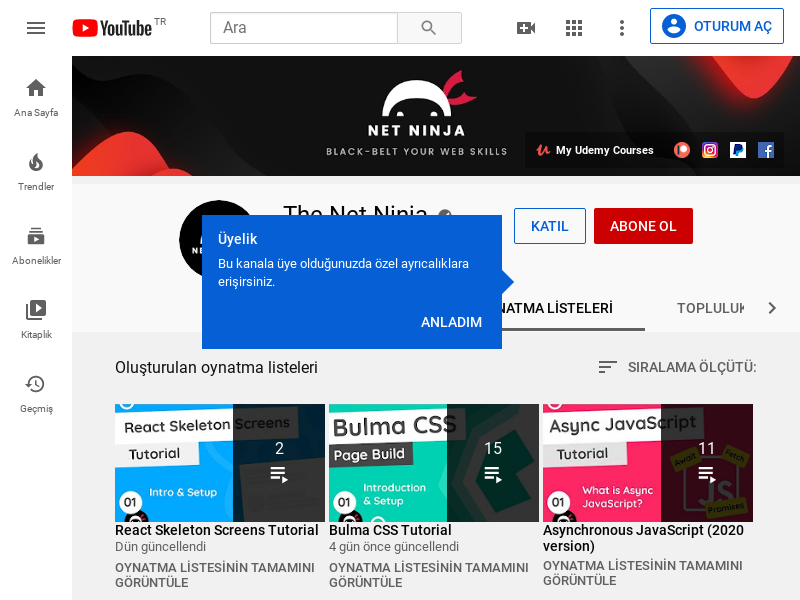 YouTube TR
Ara
OTURUM AÇ
Ana Sayfa
Trendler
Abonelikler
Kitaplık
Geçmiş
NET NINJA
BLACK-BELT YOUR WEB SKILLS
My Udemy Courses
The Net Ninja
KATIL
ABONE OL
Üyelik
Bu kanala üye olduğunuzda özel ayrıcalıklara
erişirsiniz.
ANLADIM
NATMA LİSTELERİ
TOPLULUK
Oluşturulan oynatma listeleri
SIRALAMA ÖLÇÜTÜ:
React Skeleton Screens
Tutorial
2
Intro & Setup
01
Bulma CSS
Page Build
15
Introduction
& Setup
01
Async JavaScript
Tutorial
11
Await
Fetch
JS
Promises
What is Async
JavaScript?
01
React Skeleton Screens Tutorial
Dün güncellendi
OYNATMA LİSTESİNİN TAMAMINI
GÖRÜNTÜLE
Bulma CSS Tutorial
4 gün önce güncellendi
OYNATMA LİSTESİNİN TAMAMINI
GÖRÜNTÜLE
Asynchronous JavaScript (2020
version)
OYNATMA LİSTESİNİN TAMAMINI
GÖRÜNTÜLE